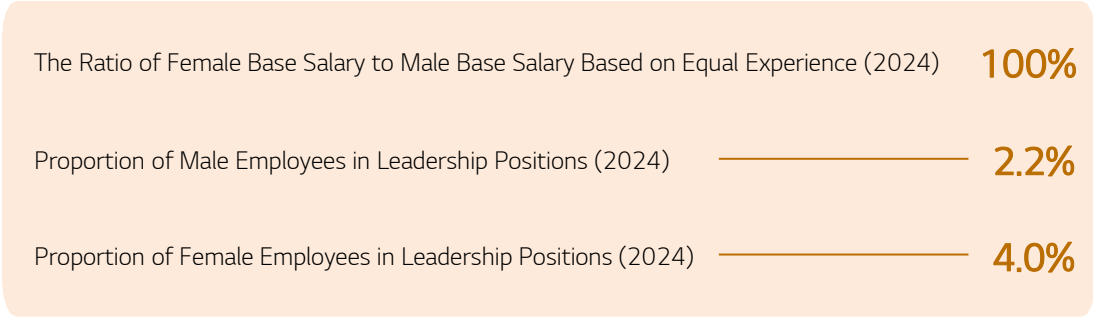 The Ratio of Female Base Salary to Male Base Salary Based on Equal Experience (2024) 100%
Proportion of Male Employees in Leadership Positions (2024) 2.2%
Proportion of Female Employees in Leadership Positions (2024) 4.0%